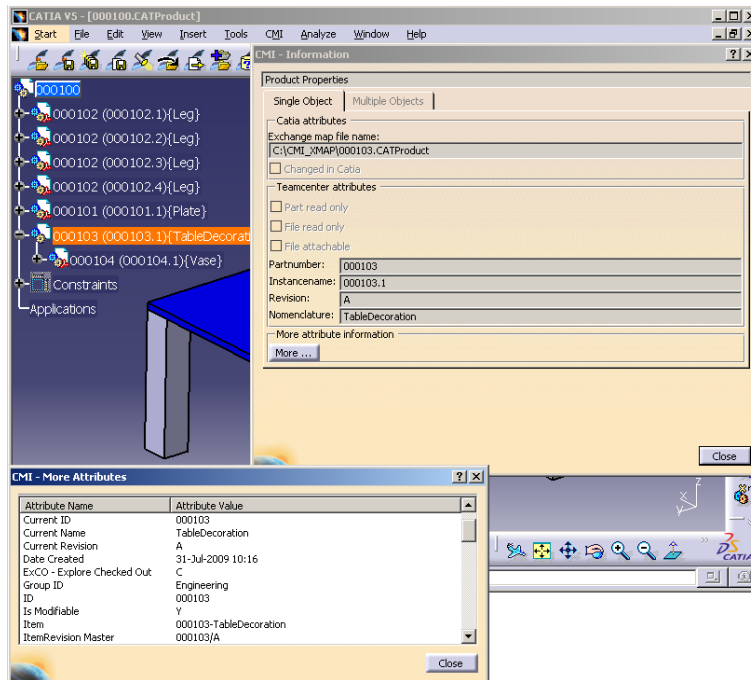 CATIA V5 - [000100.CATProduct]
Start File Edit View Insert Tools CMI Analyze Window Help
000100
000102 (000102.1){Leg}
000102 (000102.2){Leg}
000102 (000102.3){Leg}
000102 (000102.4){Leg}
000101 (000101.1){Plate}
000103 (000103.1){TableDecorati
000104 (000104.1){Vase}
Constraints
Applications
CMI - Information
Product Properties
Single Object Multiple Objects
Catia attributes
Exchange map file name:
C:\CMI_XMAP\000103.CATProduct
Changed in Catia
Teamcenter attributes
Part read only
File read only
File attachable
Partnumber: 000103
Instancename: 000103.1
Revision: A
Nomenclature: TableDecoration
More attribute information
More ...
Close
CMI - More Attributes
Attribute Name Attribute Value
Current ID 000103
Current Name TableDecoration
Current Revision A
Date Created 31-Jul-2009 10:16
ExCO - Explore Checked Out C
Group ID Engineering
ID 000103
Is Modifiable Y
Item 000103-TableDecoration
ItemRevision Master 000103/A
Close
z
x
CATIA